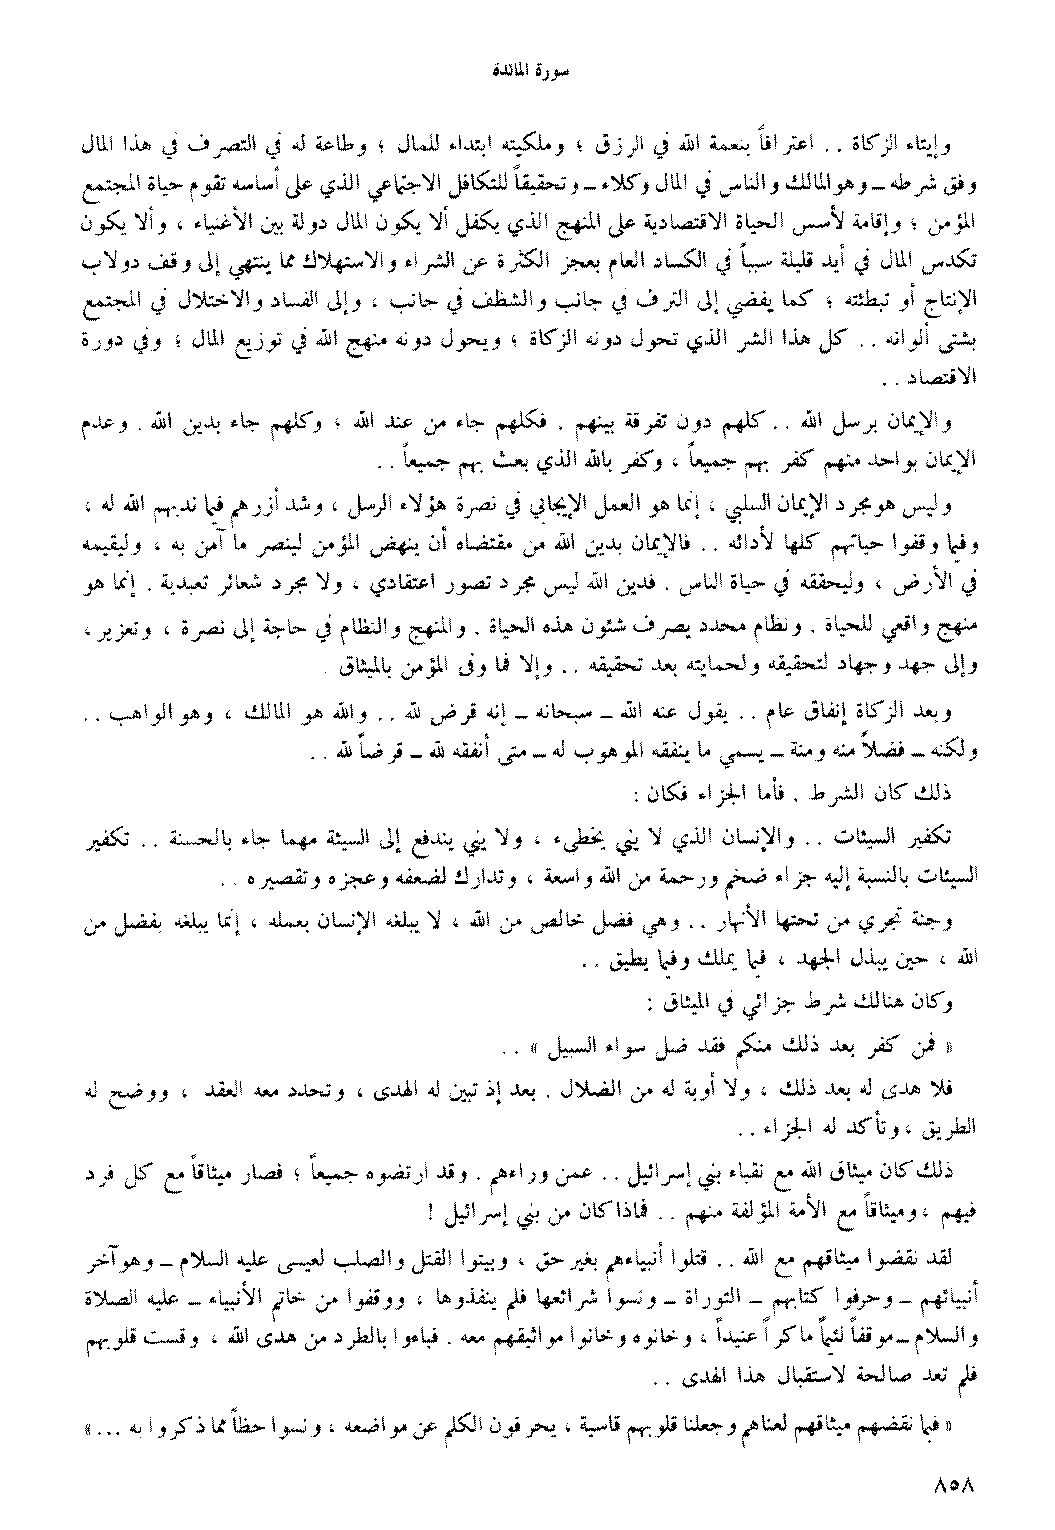 سورة المائدة
وإيتاء الزكاة . . اعترافاً بنعمة الله في الرزق ؛ وملكيته ابتداء للمال ؛ وطاعة له في التصرف في هذا المال
وفق شرطه – وهو المالك والناس في المال وكلاء – وتحقيقاً للتكافل الاجتماعي الذي على أساسه تقوم حياة المجتمع
المؤمن ؛ وإقامة لأسس الحياة الاقتصادية على المنهج الذي يكفل ألا يكون المال دولة بين الأغنياء ، وألا يكون
تكدس المال في أيد قليلة سبباً في الكساد العام بعجز الكثرة عن الشراء والاستهلاك مما ينتهي إلى وقف دولاب
الإنتاج أو تبطئته ؛ كما يفضي إلى الترف في جانب والشظف في جانب ، وإلى الفساد والاختلال في المجتمع
بشتى ألوانه . . كل هذا الشر الذي تحول دونه الزكاة ؛ ويحول دونه منهج الله في توزيع المال ؛ وفي دورة
الاقتصاد . .
والإيمان برسل الله . . كلهم دون تفرقة بينهم . فكلهم جاء من عند الله ؛ وكلهم جاء بدين الله . وعدم
الإيمان بواحد منهم كفر بهم جميعاً ، وكفر بالله الذي بعث بهم جميعاً . .
وليس هو مجرد الإيمان السلبي ، إنما هو العمل الإيجابي في نصرة هؤلاء الرسل ، وشد أزرهم فيما ندبهم الله له ،
وفيما وقفوا حياتهم كلها لأدائه . . فالإيمان بدين الله من مقتضاه أن ينهض المؤمن لينصر ما آمن به ، وليقيمه
في الأرض ، وليحققه في حياة الناس . فدين الله ليس مجرد تصور اعتقادي ، ولا مجرد شعائر تعبدية . إنما هو
منهج واقعي للحياة . ونظام محدد يصرف شئون هذه الحياة . والمنهج والنظام في حاجة إلى نصرة ، وتعزير ،
وإلى جهد وجهاد لتحقيقه ولحمايته بعد تحقيقه . . وإلا فما وفى المؤمن بالميثاق .
وبعد الزكاة إنفاق عام . . يقول عنه الله – سبحانه – إنه قرض لله . . والله هو المالك ، وهو الواهب . .
ولكنه – فضلاً منه ومنة – يسمي ما ينفقه الموهوب له – متى أنفقه لله – قرضاً لله . .
ذلك كان الشرط . فأما الجزاء فكان :
تكفير السيئات . . والإنسان الذي لا يني يخطىء ، ولا يني يندفع إلى السيئة مهما جاء بالحسنة . . تكفير
السيئات بالنسبة إليه جزاء ضخم ورحمة من الله واسعة ، وتدارك لضعفه وعجزه وتقصيره . .
وجنة تجري من تحتها الأنهار . . وهي فضل خالص من الله ، لا يبلغه الإنسان بعمله ، إنما يبلغه بفضل من
الله ، حين يبذل الجهد ، فيما يملك وفيما يطيق . .
وكان هنالك شرط جزائي في الميثاق :
« فمن كفر بعد ذلك منكم فقد ضل سواء السبيل » . .
فلا هدى له بعد ذلك ، ولا أوبة له من الضلال . بعد إذ تبين له الهدى ، وتحدد معه العقد ، ووضح له
الطريق ، وتأكد له الجزاء . .
ذلك كان ميثاق الله مع نقباء بني إسرائيل . . عمن وراءهم . وقد ارتضوه جميعاً ؛ فصار ميثاقاً مع كل فرد
فيهم ، وميثاقاً مع الأمة المؤلفة منهم . . فماذا كان من بني إسرائيل !
لقد نقضوا ميثاقهم مع الله . . قتلوا أنبياءهم بغير حق ، وبيتوا القتل والصلب لعيسى عليه السلام – وهو آخر
أنبيائهم – وحرفوا كتابهم – التوراة – ونسوا شرائعها فلم ينفذوها ، ووقفوا من خاتم الأنبياء – عليه الصلاة
والسلام – موقفاً لئيماً ماكراً عنيداً ، وخانوه وخانوا مواثيقهم معه . فباءوا بالطرد من هدى الله ، وقست قلوبهم
فلم تعد صالحة لاستقبال هذا الهدى . .
« فبما نقضهم ميثاقهم لعناهم وجعلنا قلوبهم قاسية ، يحرفون الكلم عن مواضعه ، ونسوا حظاً مما ذكروا به ... »
٨٥٨